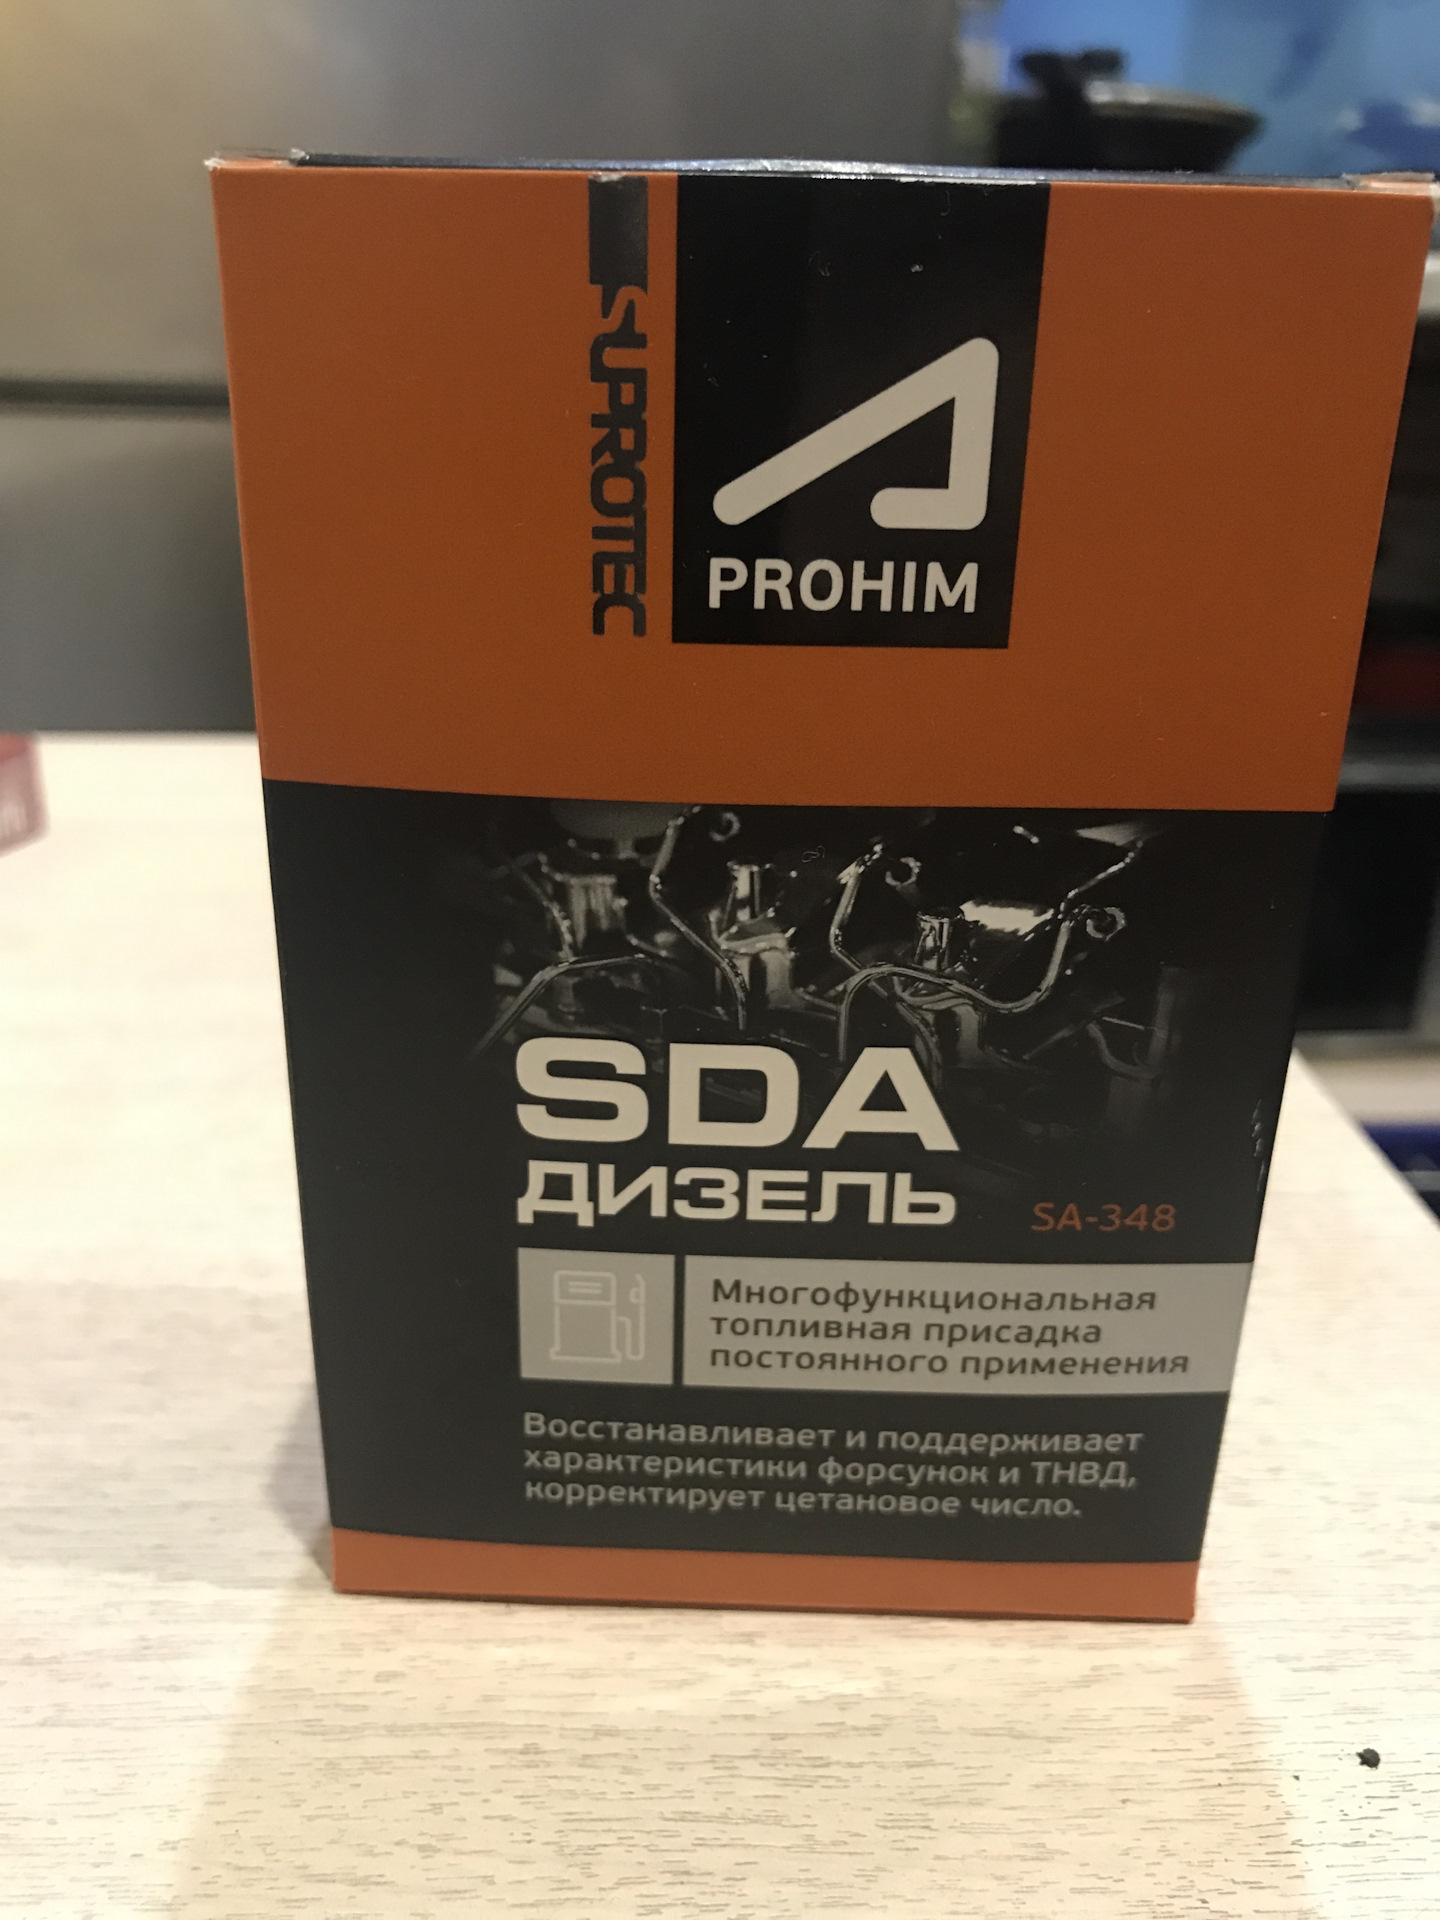 SUPROTEC
PROHIM
SDA
ДИЗЕЛЬ
SA-348
Многофункциональная
топливная присадка
постоянного применения
Восстанавливает и поддерживает
характеристики форсунок и ТНВД,
корректирует цетановое число.